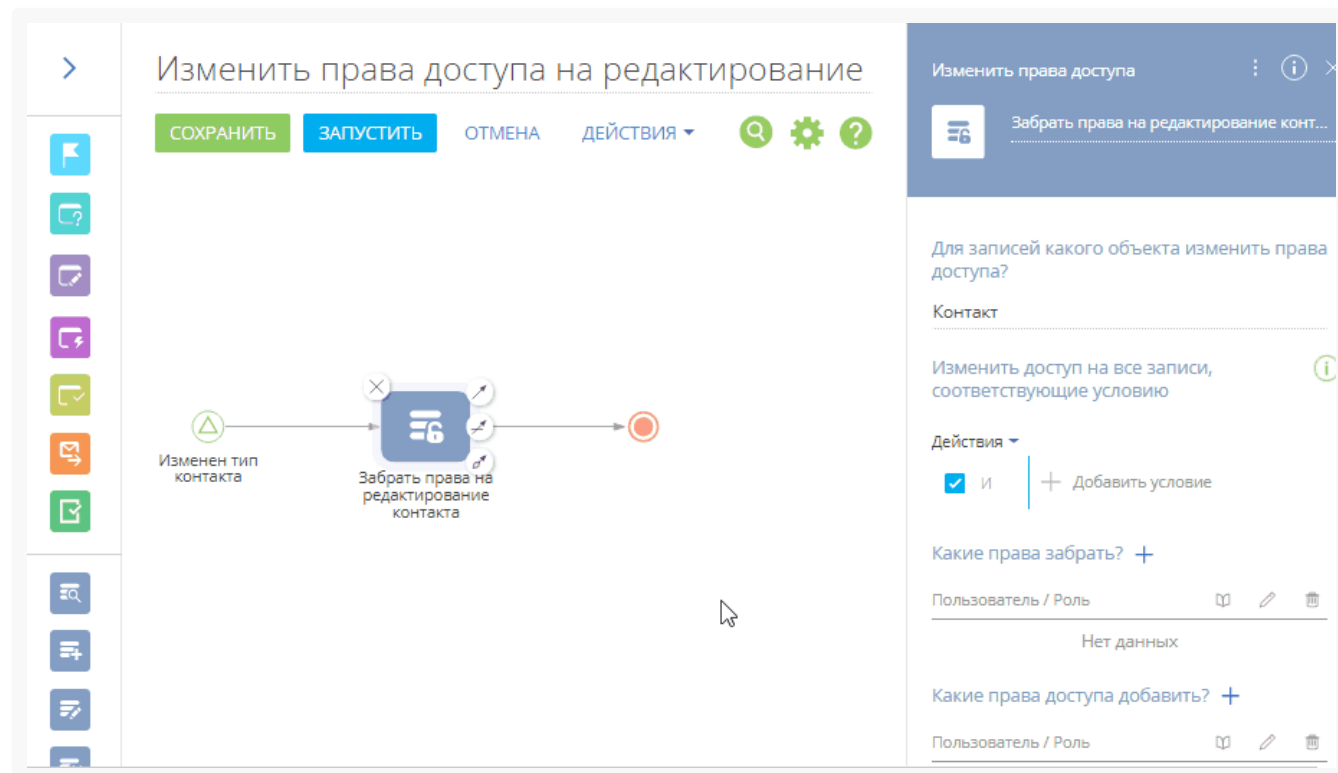 Изменить права доступа на редактирование
СОХРАНИТЬ ЗАПУСТИТЬ ОТМЕНА ДЕЙСТВИЯ
Изменен тип
контакта
Забрать права на
редактирование
контакта
Изменить права доступа
Забрать права на редактирование конт...
Для записей какого объекта изменить права
доступа?
Контакт
Изменить доступ на все записи,
соответствующие условию
Действия
И Добавить условие
Какие права забрать?
Пользователь / Роль
Нет данных
Какие права доступа добавить?
Пользователь / Роль